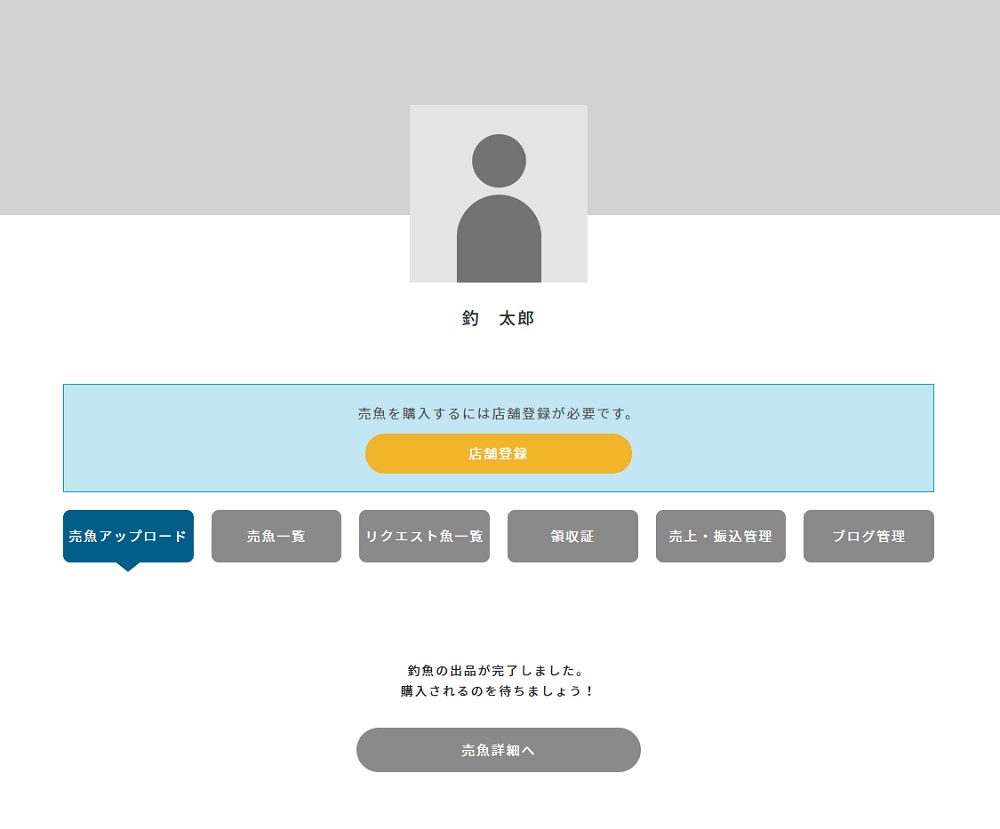 釣　太郎
売魚を購入するには店舗登録が必要です。
店舗登録
売魚アップロード
売魚一覧
リクエスト魚一覧
領収証
売上・振込管理
ブログ管理
釣魚の出品が完了しました。
購入されるのを待ちましょう！
売魚詳細へ